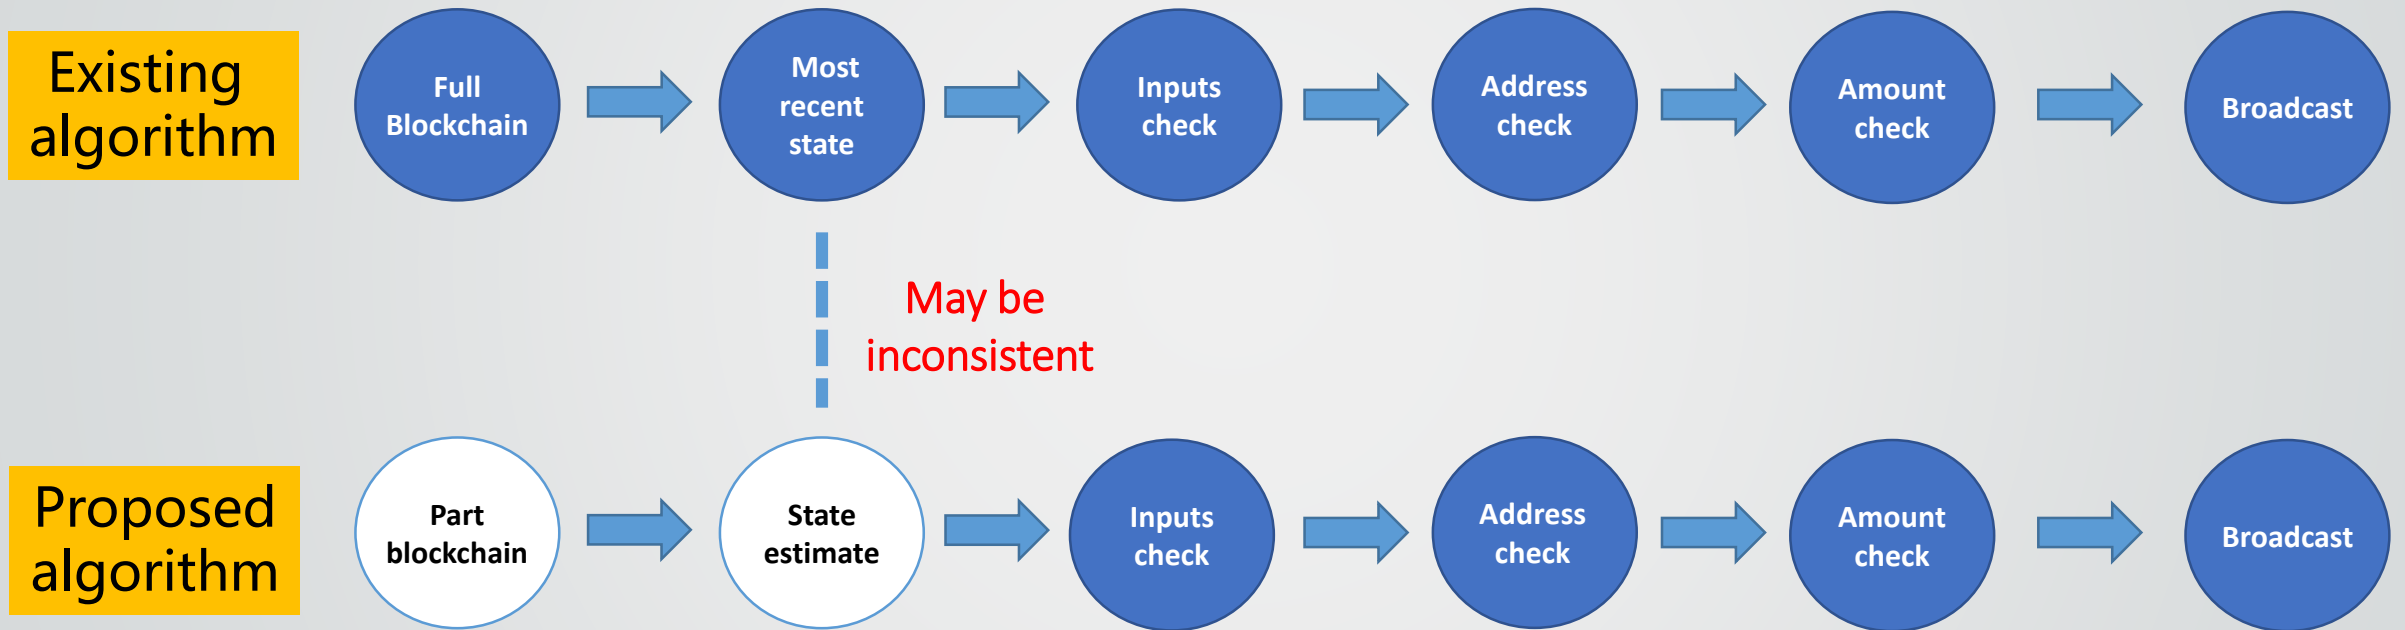 Existing
algorithm
Full
Blockchain
Most
recent
state
Inputs
check
Address
check
Amount
check
Broadcast
May be
inconsistent
Proposed
algorithm
Part
blockchain
State
estimate
Inputs
check
Address
check
Amount
check
Broadcast